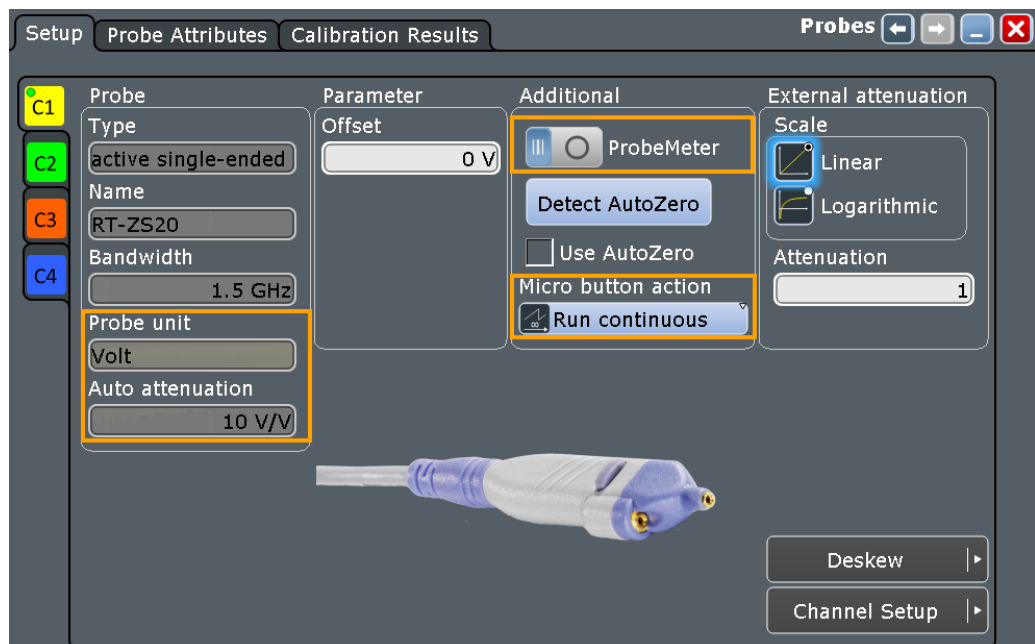 Setup
Probe Attributes
Calibration Results
Probes
C1
C2
C3
C4
Probe
Type
active single-ended
Name
RT-ZS20
Bandwidth
1.5 GHz
Probe unit
Volt
Auto attenuation
10 V/V
Parameter
Offset
0 V
Additional
ProbeMeter
Detect AutoZero
Use AutoZero
Micro button action
Run continuous
External attenuation
Scale
Linear
Logarithmic
Attenuation
1
Deskew
Channel Setup